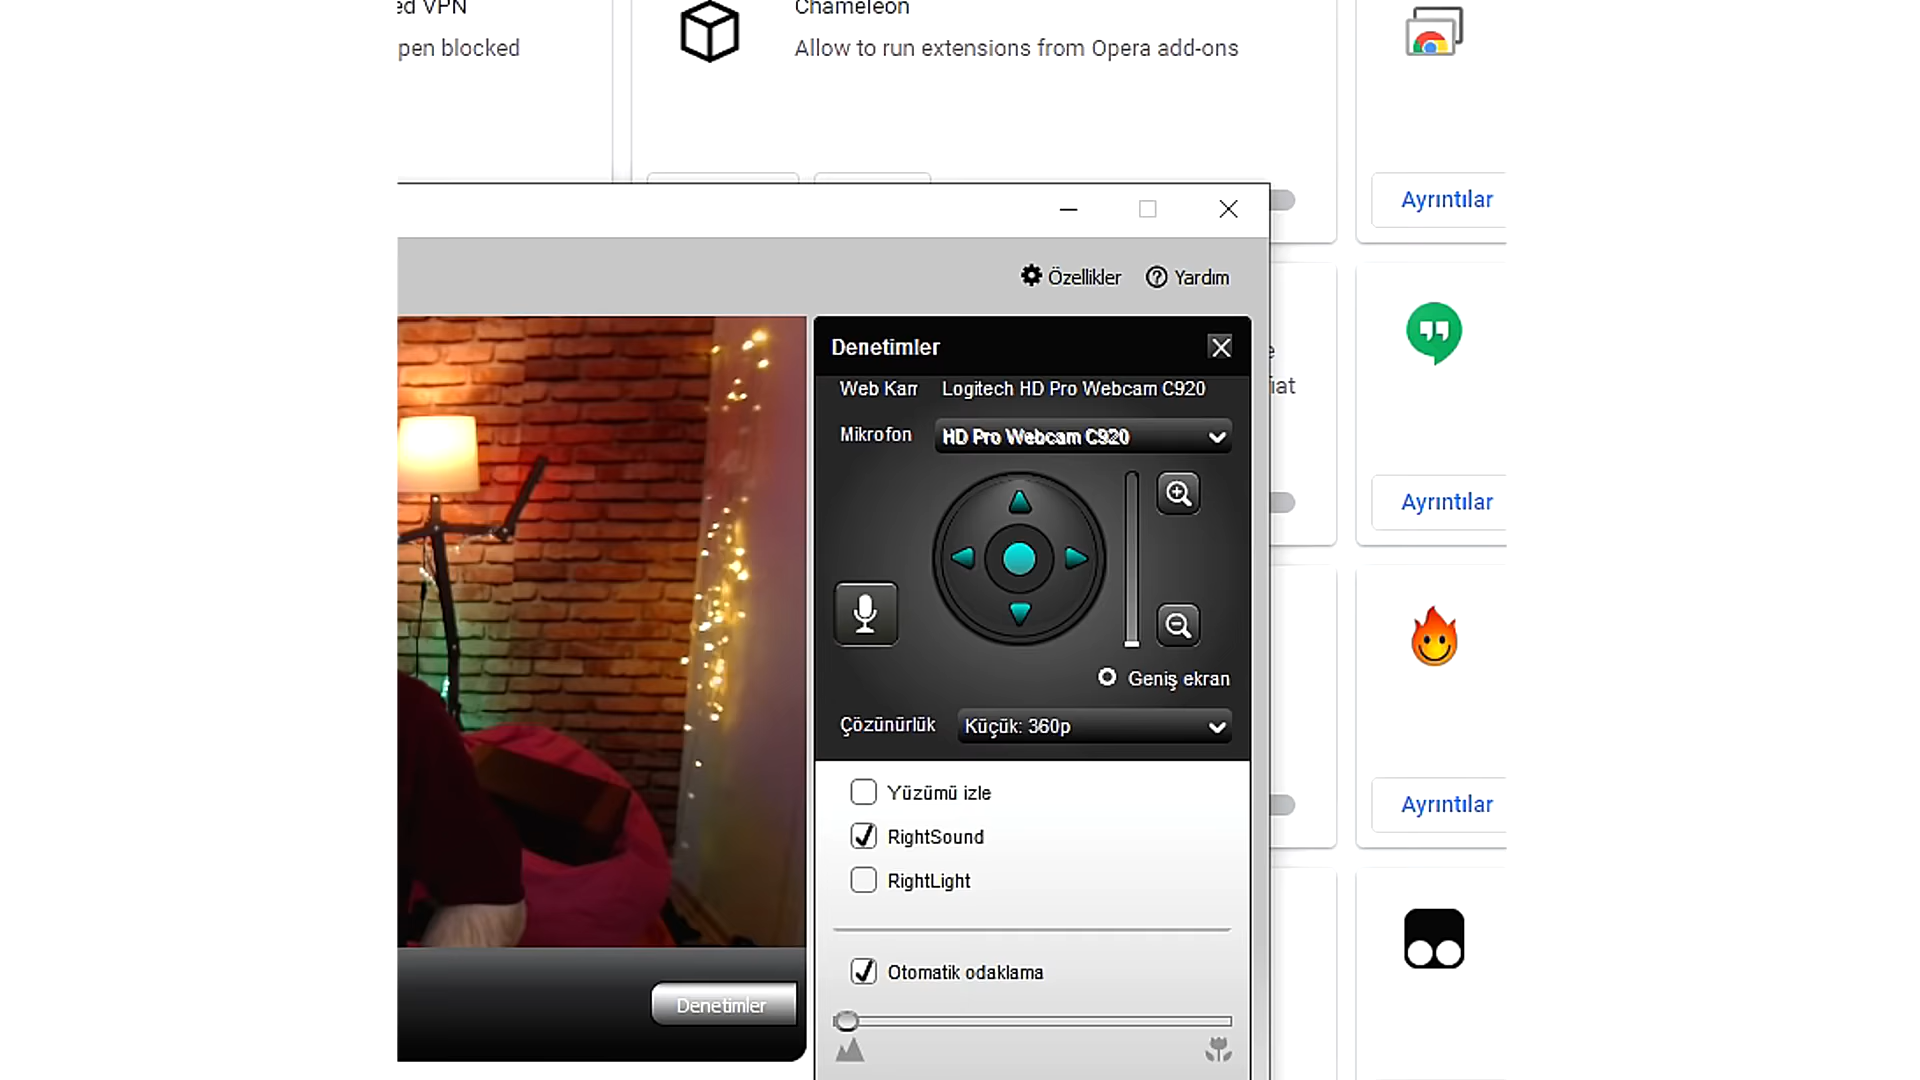 ed VPN
pen blocked
Chameleon
Allow to run extensions from Opera add-ons
Ayrıntılar
Özellikler
Yardım
Denetimler
Web Kam
Logitech HD Pro Webcam C920
Mikrofon
HD Pro Webcam C920
Geniş ekran
Çözünürlük
Küçük: 360p
Yüzümü izle
RightSound
RightLight
Otomatik odaklama
Denetimler
e
iat
Ayrıntılar
Ayrıntılar